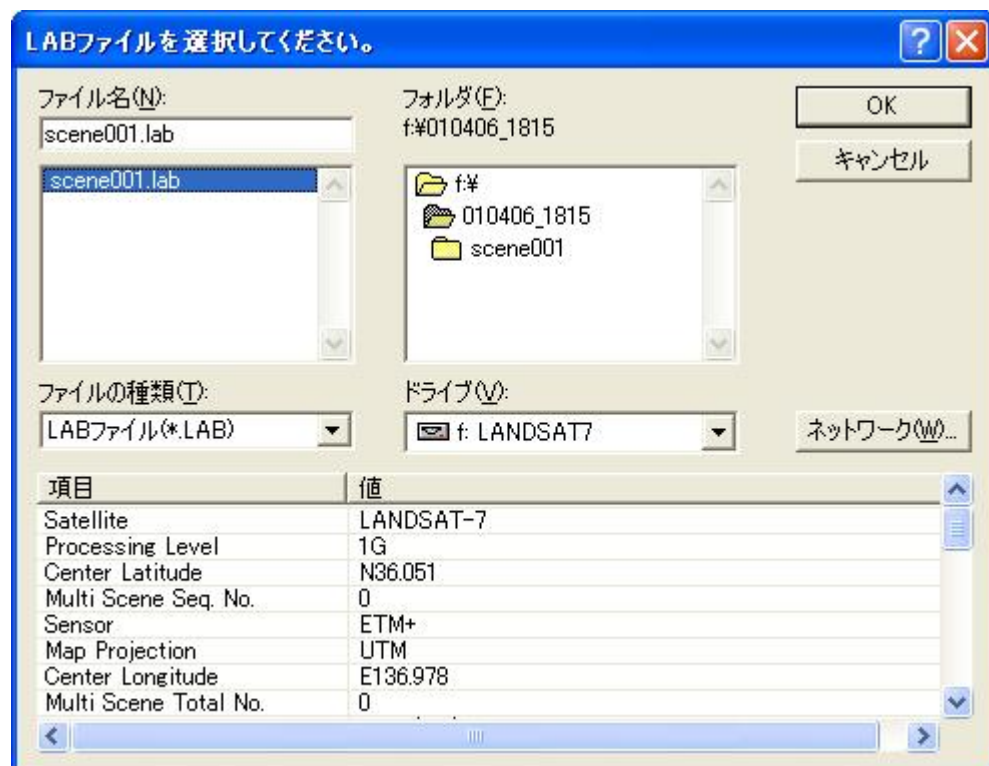 LABファイルを選択してください。
ファイル名(N):
scene001.lab
scene001.lab
フォルダ(F):
f:¥010406_1815
f:¥
010406_1815
scene001
OK
キャンセル
ファイルの種類(T):
LABファイル(*.LAB)
ドライブ(V):
f: LANDSAT7
ネットワーク(W)...
項目 値
Satellite LANDSAT-7
Processing Level 1G
Center Latitude N36.051
Multi Scene Seq. No. 0
Sensor ETM+
Map Projection UTM
Center Longitude E136.978
Multi Scene Total No. 0